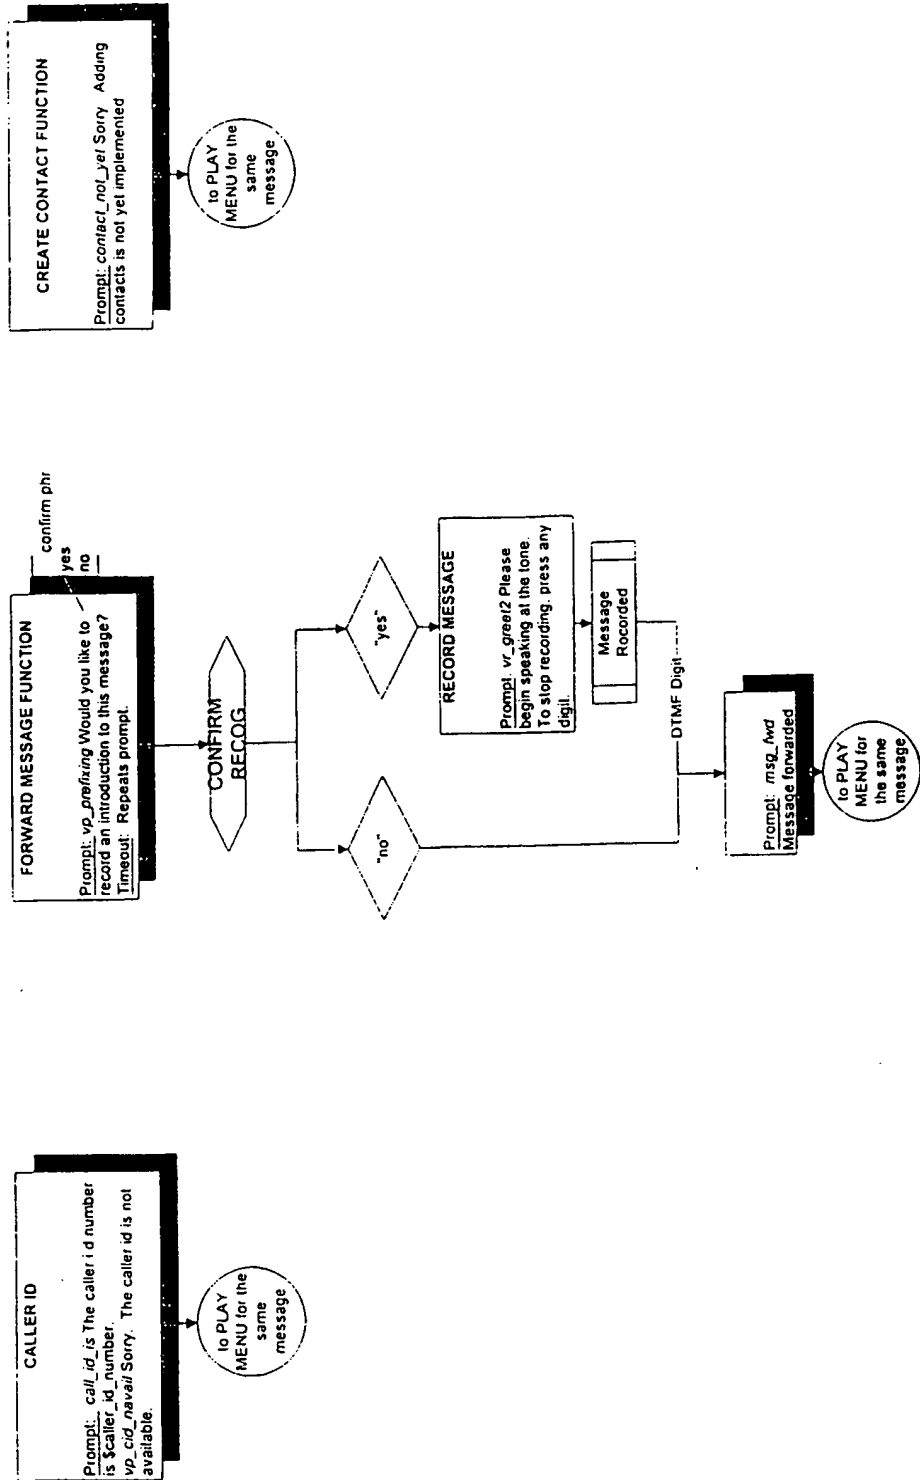 CALLER ID
Prompt: call_id_is The caller i d number
is $caller_id_number.
vp_cid_navail Sorry. The caller id is not
available.
to PLAY
MENU for the
same
message
FORWARD MESSAGE FUNCTION
Prompt: vp_prefixing Would you like to
record an introduction to this message?
Timeout: Repeats prompt.
confirm phr
yes
no
CONFIRM
RECOG
"no"
"yes"
RECORD MESSAGE
Prompt. vr_greet2 Please
begin speaking at the tone.
To stop recording, press any
digit.
Message
Rocorded
DTMF Digit
Prompt: msg_fwd
Message forwarded
to PLAY
MENU for
the same
message
CREATE CONTACT FUNCTION
Prompt: contact_not_yet Sorry Adding
contacts is not yet implemented
to PLAY
MENU for the
same
message